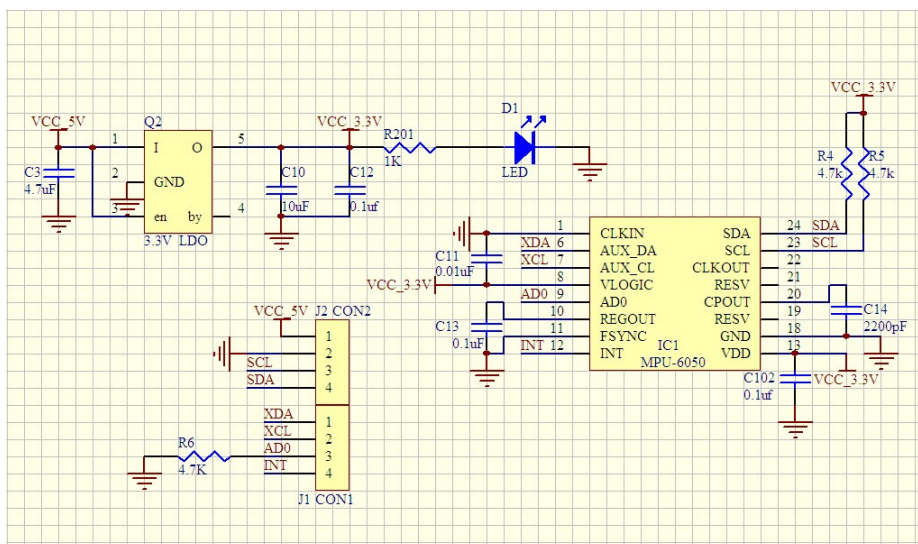 VCC_5V
Q2
1
I
O
5
2
GND
3
en
by
4
3.3V LDO
C3
4.7uF
VCC_3.3V
C10
10uF
C12
0.1uf
R201
1K
D1
LED
VCC_3.3V
R4
4.7k
R5
4.7k
1
CLKIN
XDA
6
AUX_DA
XCL
7
AUX_CL
8
VLOGIC
AD0
9
AD0
10
REGOUT
11
FSYNC
INT
12
INT
SDA
24
SDA
SCL
23
SCL
CLKOUT
22
RESV
21
CPOUT
20
RESV
19
GND
18
VDD
13
IC1
MPU-6050
C11
0.01uF
VCC_3.3V
C13
0.1uF
C14
2200pF
C102
0.1uf
VCC_3.3V
VCC_5V
J2 CON2
1
2
SCL
3
SDA
4
XDA
1
XCL
2
AD0
3
INT
4
R6
4.7K
J1 CON1